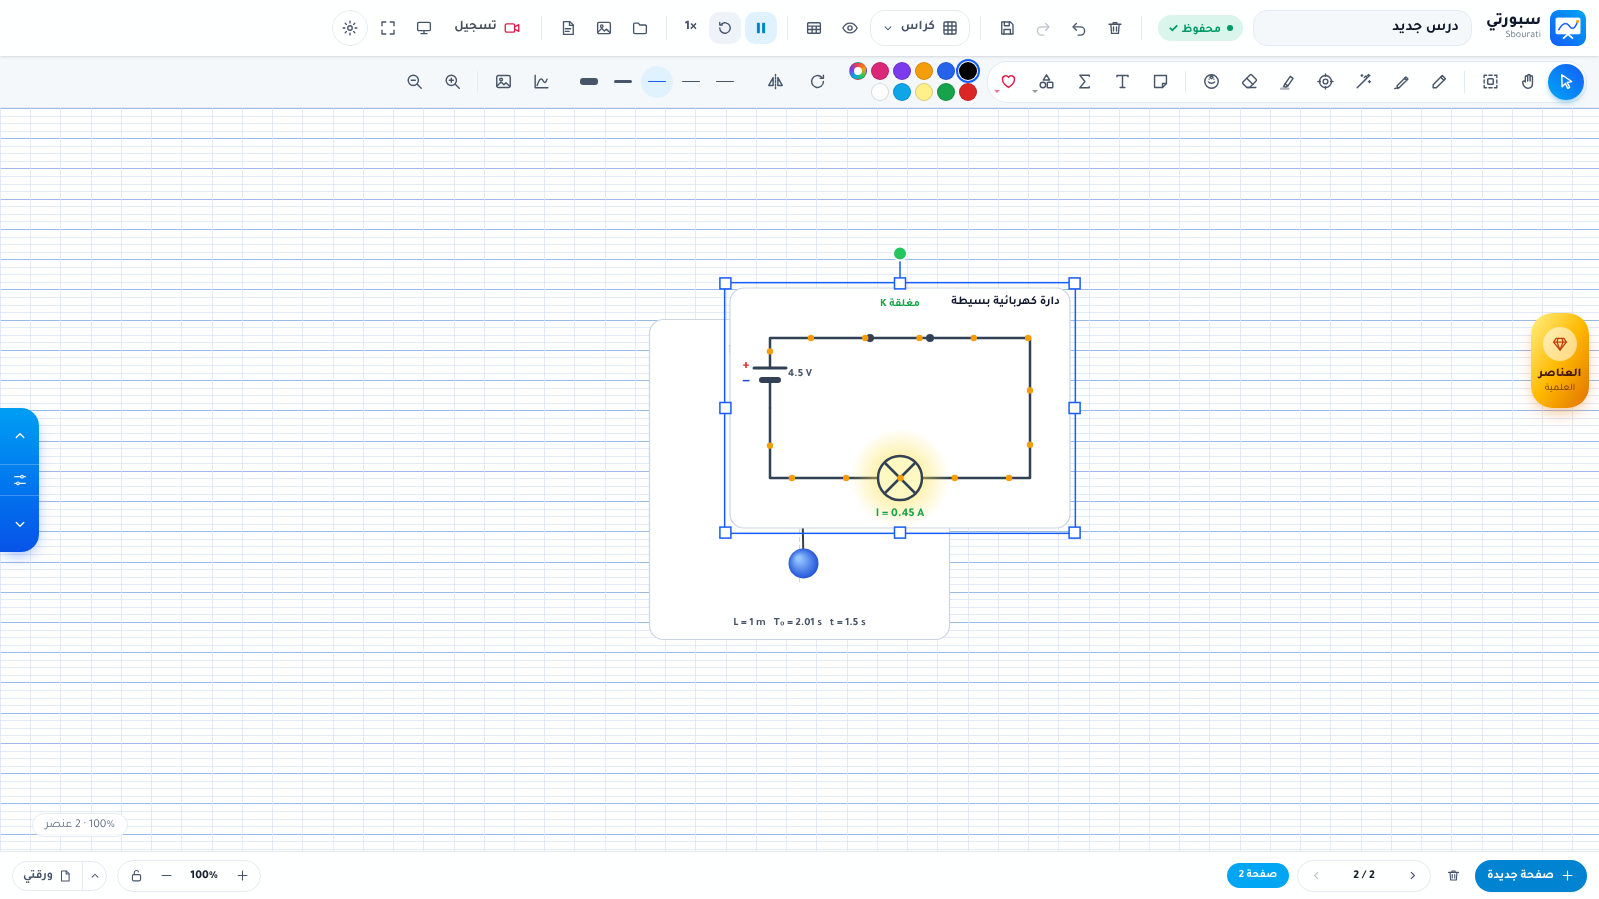 سبورتي
Sbourati
درس جديد
محفوظ ✓
كراس
1×
تسجيل
دارة كهربائية بسيطة
مغلقة K
+
−
4.5 V
I = 0.45 A
L = 1 m T₀ = 2.01 s t = 1.5 s
العناصر
العلمية
100% · 2 عنصر
صفحة جديدة
2 / 2
صفحة 2
100%
ورقتي